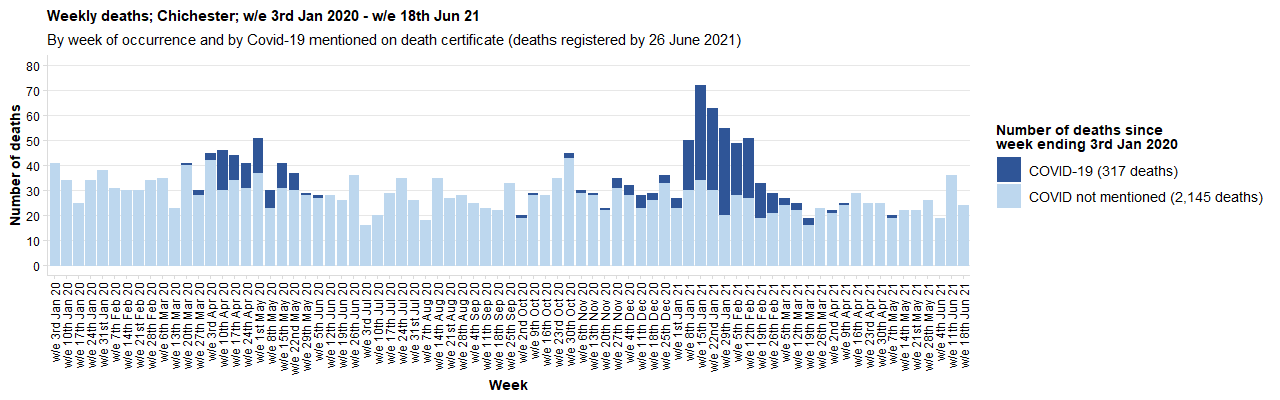 Weekly deaths; Chichester; w/e 3rd Jan 2020 - w/e 18th Jun 21
By week of occurrence and by Covid-19 mentioned on death certificate (deaths registered by 26 June 2021)
Number of deaths
80
70
60
50
40
30
20
10
0
w/e 3rd Jan 20
w/e 10th Jan 20
w/e 17th Jan 20
w/e 24th Jan 20
w/e 31st Jan 20
w/e 7th Feb 20
w/e 14th Feb 20
w/e 21st Feb 20
w/e 28th Feb 20
w/e 6th Mar 20
w/e 13th Mar 20
w/e 20th Mar 20
w/e 27th Mar 20
w/e 3rd Apr 20
w/e 10th Apr 20
w/e 17th Apr 20
w/e 24th Apr 20
w/e 1st May 20
w/e 8th May 20
w/e 15th May 20
w/e 22nd May 20
w/e 29th May 20
w/e 5th Jun 20
w/e 12th Jun 20
w/e 19th Jun 20
w/e 26th Jun 20
w/e 3rd Jul 20
w/e 10th Jul 20
w/e 17th Jul 20
w/e 24th Jul 20
w/e 31st Jul 20
w/e 7th Aug 20
w/e 14th Aug 20
w/e 21st Aug 20
w/e 28th Aug 20
w/e 4th Sep 20
w/e 11th Sep 20
w/e 18th Sep 20
w/e 25th Sep 20
w/e 2nd Oct 20
w/e 9th Oct 20
w/e 16th Oct 20
w/e 23rd Oct 20
w/e 30th Oct 20
w/e 6th Nov 20
w/e 13th Nov 20
w/e 20th Nov 20
w/e 27th Nov 20
w/e 4th Dec 20
w/e 11th Dec 20
w/e 18th Dec 20
w/e 25th Dec 20
w/e 1st Jan 21
w/e 8th Jan 21
w/e 15th Jan 21
w/e 22nd Jan 21
w/e 29th Jan 21
w/e 5th Feb 21
w/e 12th Feb 21
w/e 19th Feb 21
w/e 26th Feb 21
w/e 5th Mar 21
w/e 12th Mar 21
w/e 19th Mar 21
w/e 26th Mar 21
w/e 2nd Apr 21
w/e 9th Apr 21
w/e 16th Apr 21
w/e 23rd Apr 21
w/e 30th Apr 21
w/e 7th May 21
w/e 14th May 21
w/e 21st May 21
w/e 28th May 21
w/e 4th Jun 21
w/e 11th Jun 21
w/e 18th Jun 21
Week
Number of deaths since
week ending 3rd Jan 2020
COVID-19 (317 deaths)
COVID not mentioned (2,145 deaths)